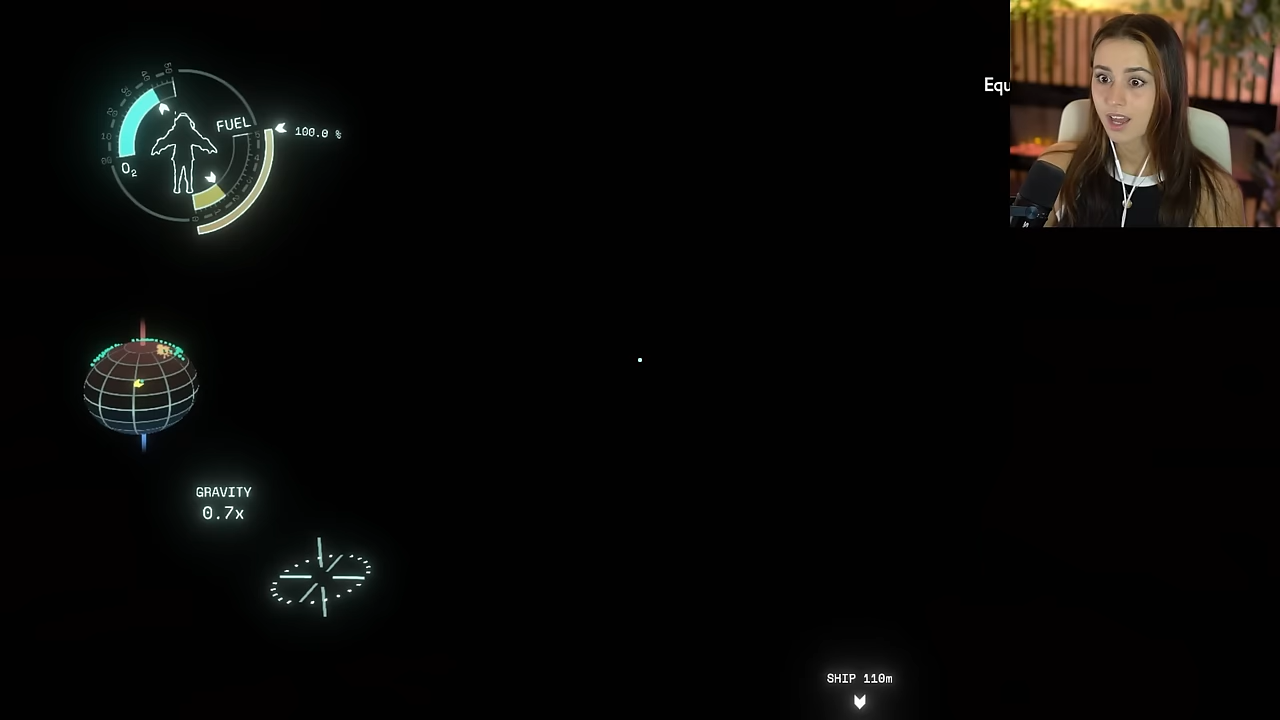 FUEL
100.0 %
O₂
Equ
GRAVITY
0.7x
SHIP 110m